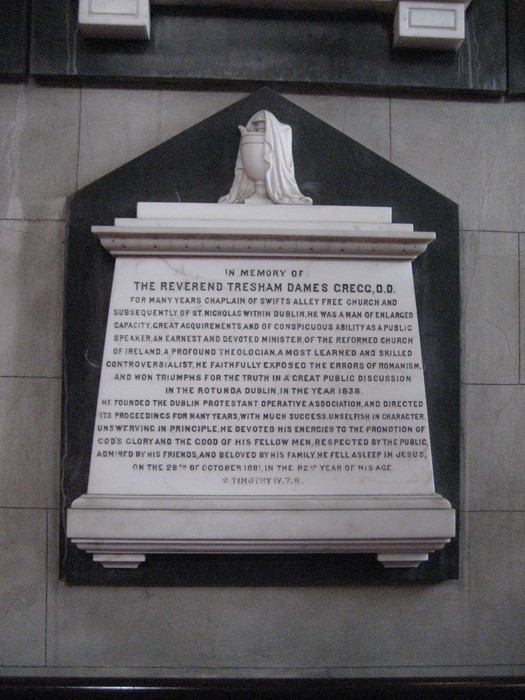 IN MEMORY OF
THE REVEREND TRESHAM DAMES GREGG, D.D.
FOR MANY YEARS CHAPLAIN OF SWIFTS ALLEY FREE CHURCH AND
SUBSEQUENTLY OF ST. NICHOLAS WITHIN DUBLIN, HE WAS A MAN OF ENLARGED
CAPACITY, GREAT ACQUIREMENTS, AND OF CONSPICUOUS ABILITY AS A PUBLIC
SPEAKER, AN EARNEST AND DEVOTED MINISTER, OF THE REFORMED CHURCH
OF IRELAND, A PROFOUND THEOLOGIAN, A MOST LEARNED AND SKILLED
CONTROVERSIALIST, HE FAITHFULLY EXPOSED THE ERRORS OF ROMANISM,
AND WON TRIUMPHS FOR THE TRUTH IN A GREAT PUBLIC DISCUSSION
IN THE ROTUNDA DUBLIN, IN THE YEAR 1838.
HE FOUNDED THE DUBLIN PROTESTANT OPERATIVE ASSOCIATION, AND DIRECTED
ITS PROCEEDINGS FOR MANY YEARS, WITH MUCH SUCCESS. UNSELFISH IN CHARACTER,
UNSWERVING IN PRINCIPLE, HE DEVOTED HIS ENERGIES TO THE PROMOTION OF
GOD'S GLORY AND THE GOOD OF HIS FELLOW MEN, RESPECTED BY THE PUBLIC,
ADMIRED BY HIS FRIENDS, AND BELOVED BY HIS FAMILY, HE FELL ASLEEP IN JESUS,
ON THE 28TH OF OCTOBER 1881, IN THE 82ND YEAR OF HIS AGE.
2. TIMOTHY IV. 7. 8.